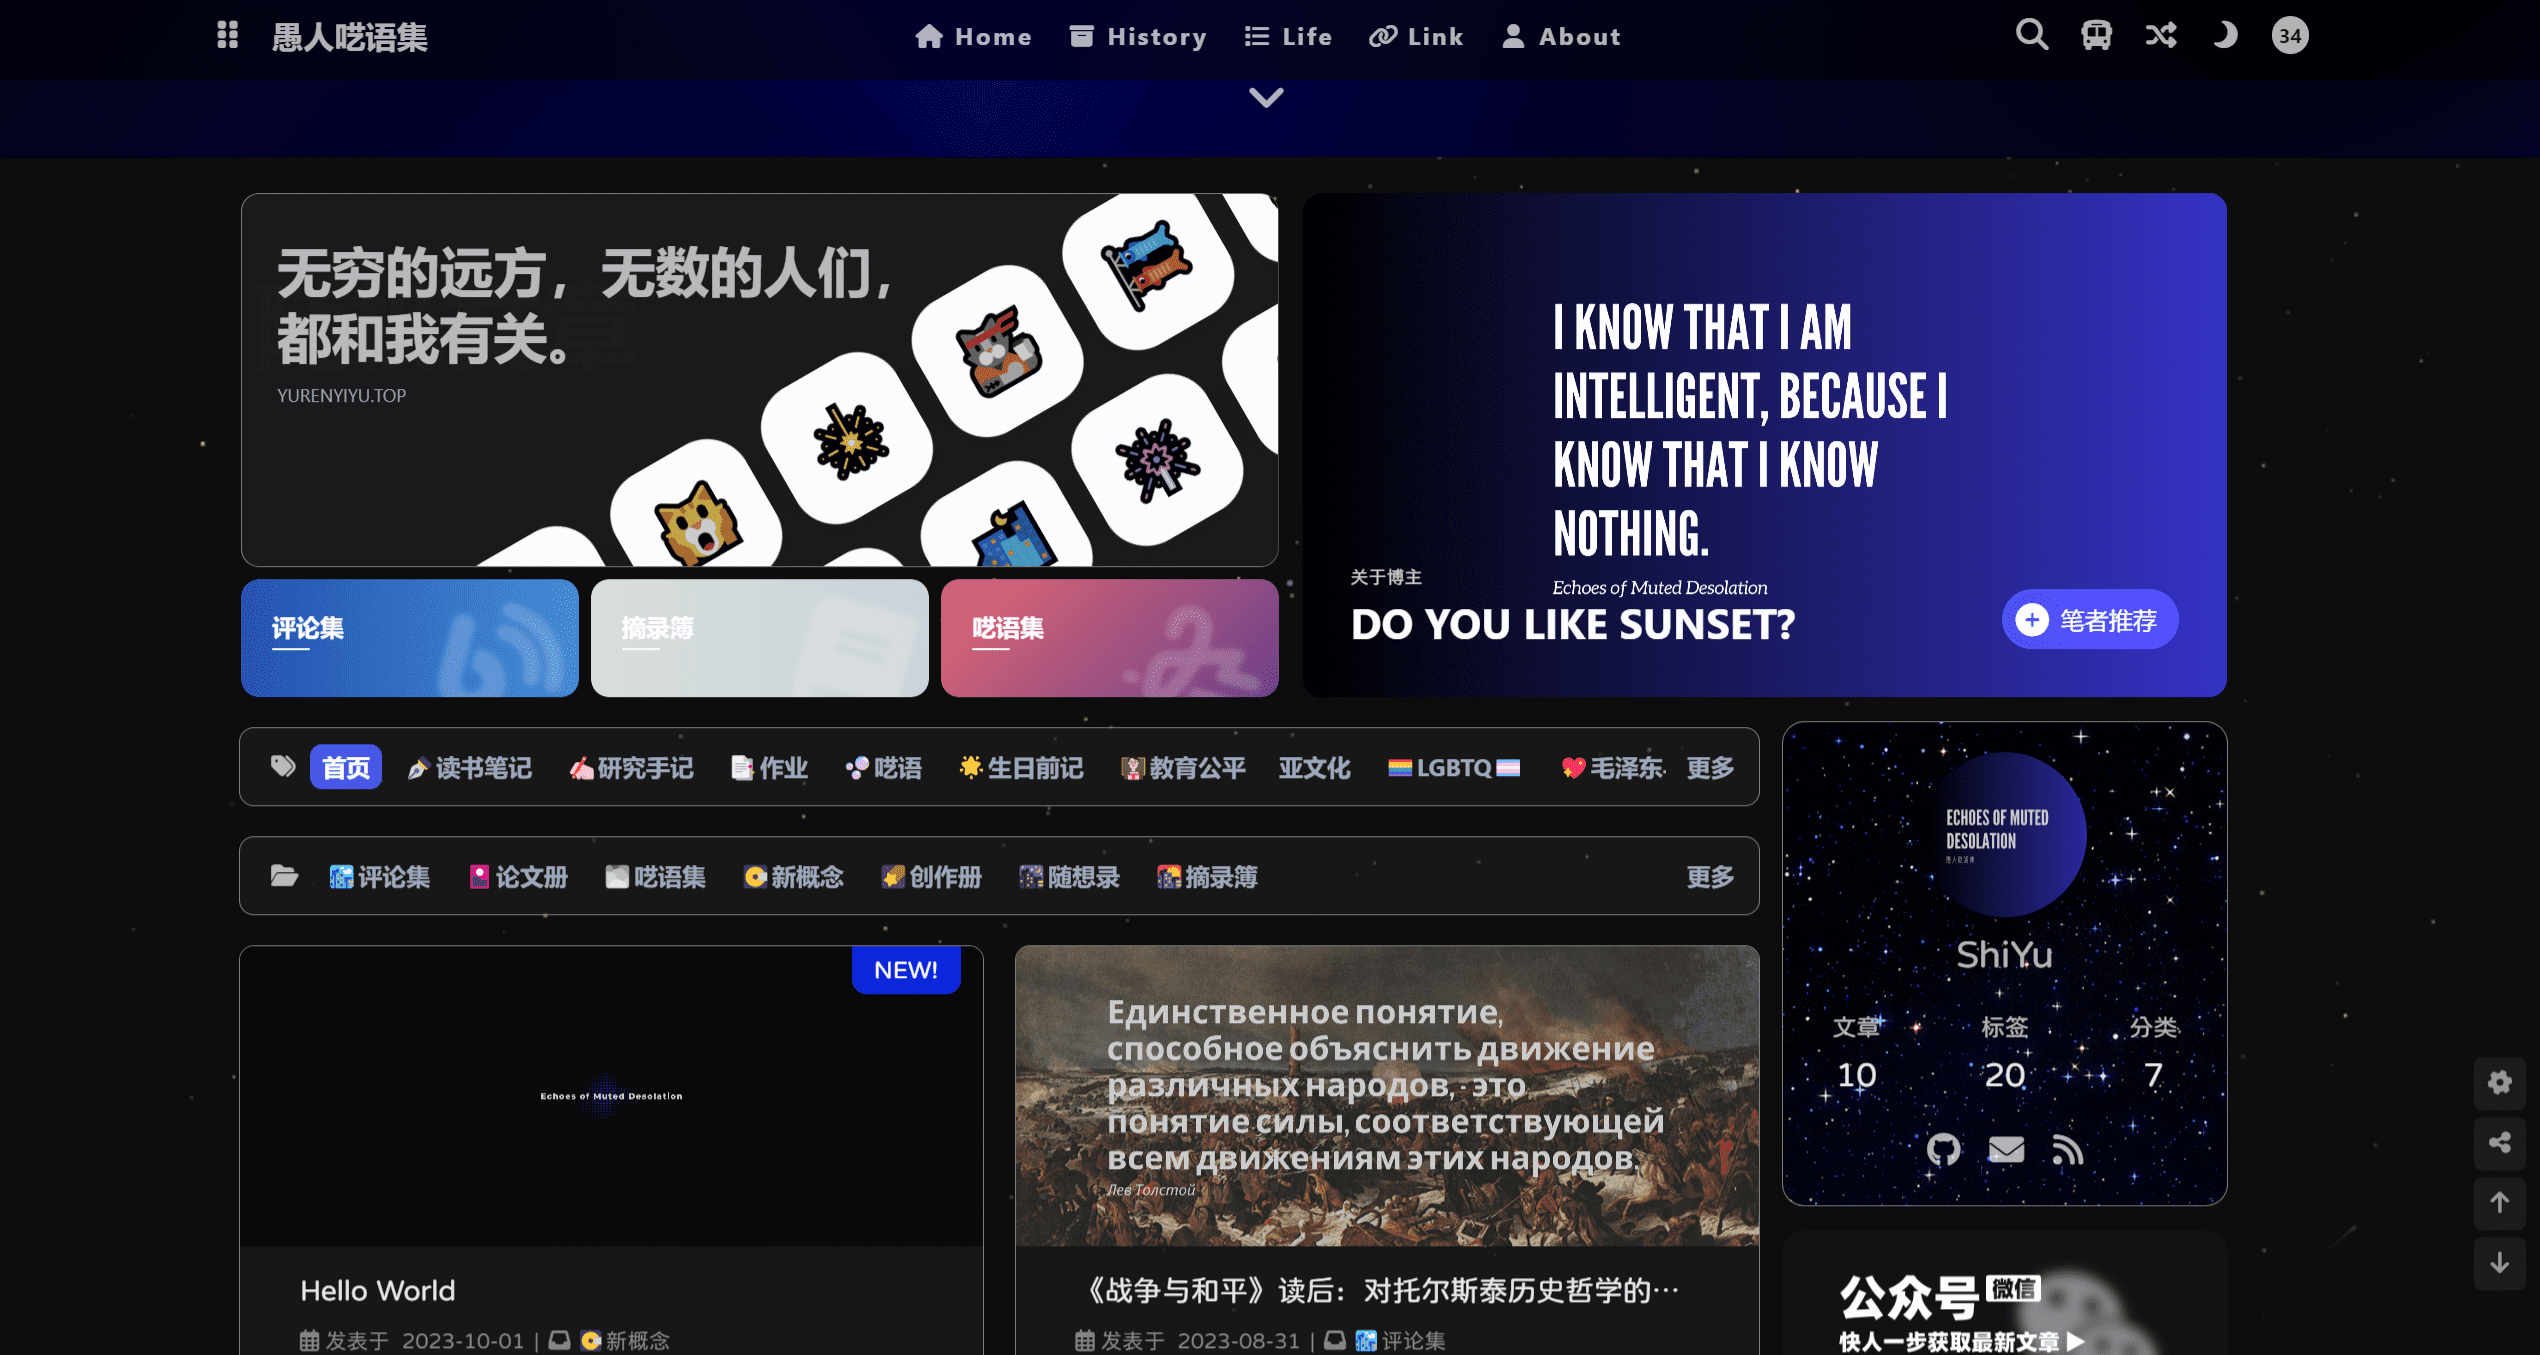 愚人呓语集
Home
History
Life
Link
About
34
无穷的远方，无数的人们，
都和我有关。
YURENYIYU.TOP
I KNOW THAT I AM
INTELLIGENT, BECAUSE I
KNOW THAT I KNOW
NOTHING.
Echoes of Muted Desolation
关于博主
DO YOU LIKE SUNSET?
笔者推荐
评论集
摘录簿
呓语集
首页
读书笔记
研究手记
作业
呓语
生日前记
教育公平
亚文化
LGBTQ
毛泽东
更多
评论集
论文册
呓语集
新概念
创作册
随想录
摘录簿
更多
ECHOES OF MUTED
DESOLATION
愚人呓语集
ShiYu
文章
标签
分类
10
20
7
NEW!
Echoes of Muted Desolation
Hello World
发表于 2023-10-01 | 新概念
Единственное понятие,
способное объяснить движение
различных народов, - это
понятие силы, соответствующей
всем движениям этих народов.
Лев Толстой
《战争与和平》读后：对托尔斯泰历史哲学的…
发表于 2023-08-31 | 评论集
公众号 微信
快人一步获取最新文章 ▶